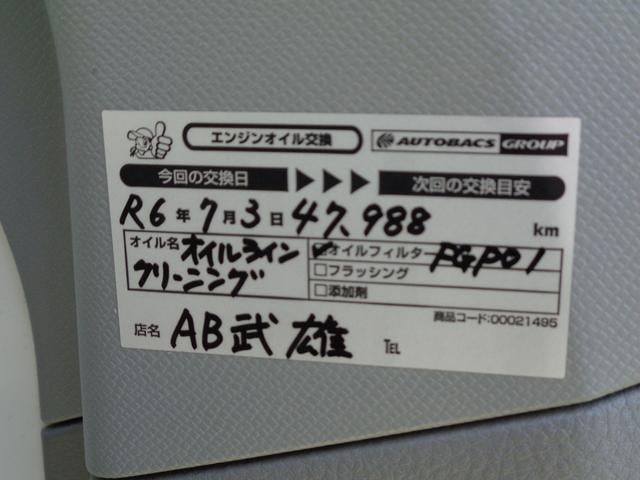 エンジンオイル交換 AUTOBACS GROUP
今回の交換日 ▶▶▶ 次回の交換目安
R6年7月3日 47,988 km
オイル名 オイルライン ☑オイルフィルター PGP01
クリーニング □フラッシング
□添加剤
商品コード:00021495
店名 AB武雄 TEL